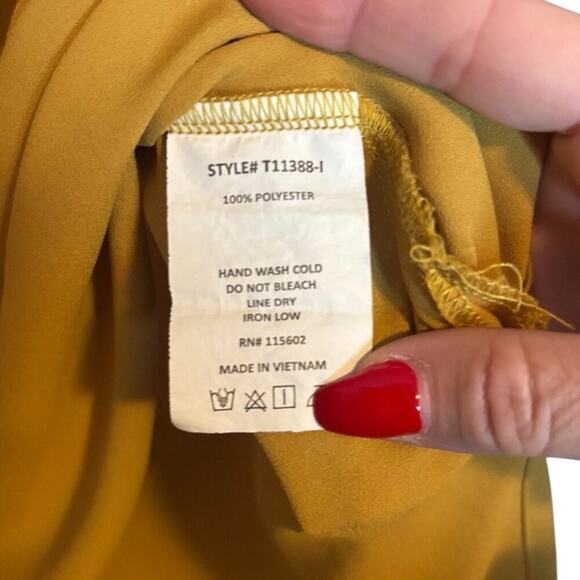 STYLE# T11388-I
100% POLYESTER
HAND WASH COLD
DO NOT BLEACH
LINE DRY
IRON LOW
RN# 115602
MADE IN VIETNAM